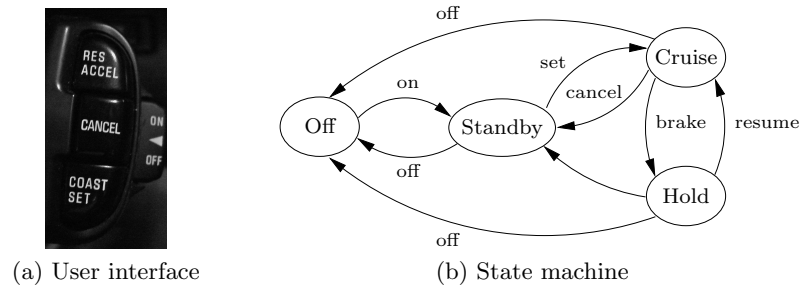 RES
ACCEL
CANCEL
ON
OFF
COAST
SET
(a) User interface
off
Cruise
set
on
cancel
Off
Standby
brake
resume
off
Hold
off
(b) State machine